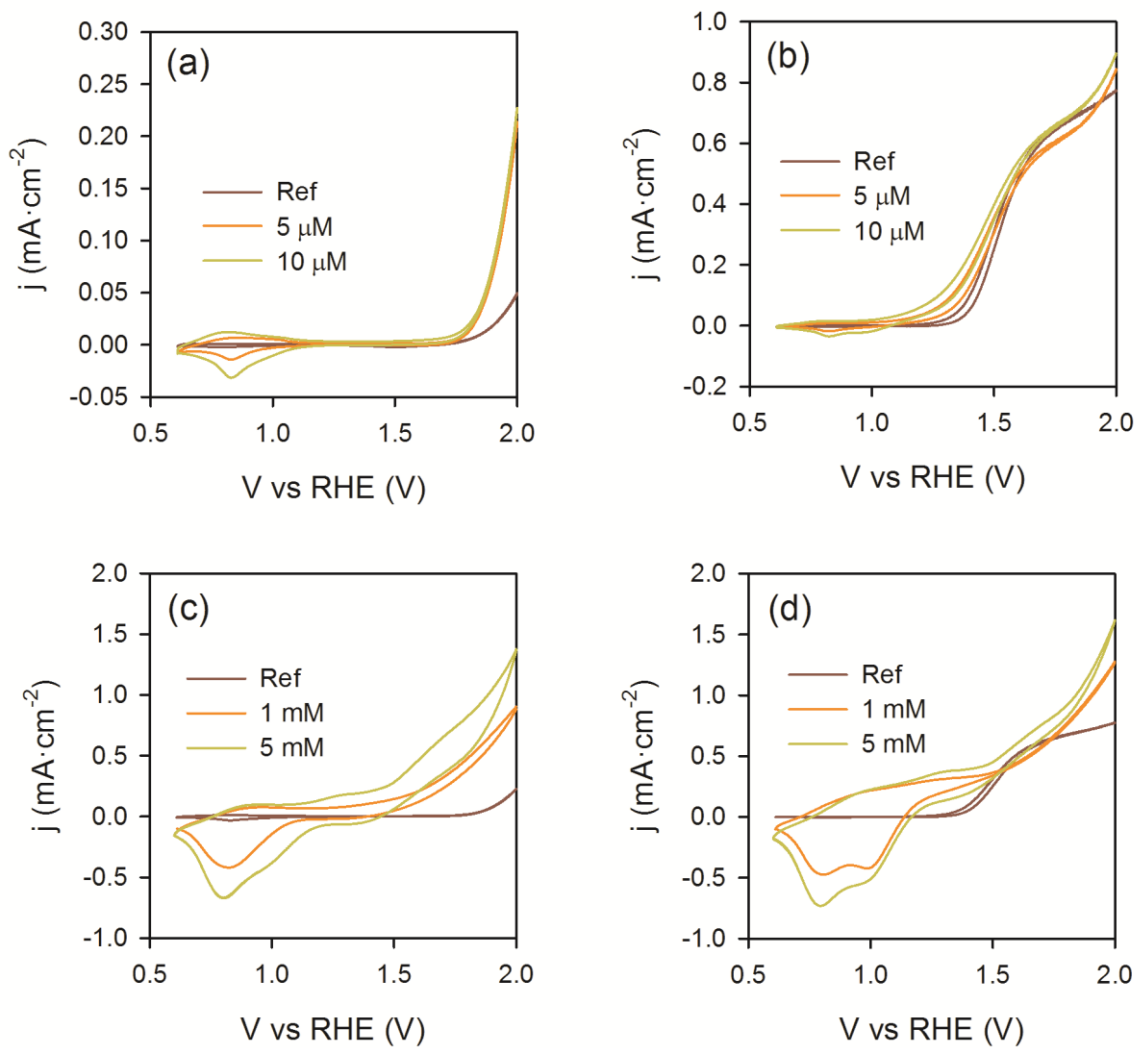 (a)
0.30
0.25
0.20
0.15
0.10
0.05
0.00
-0.05
j (mA·cm⁻²)
Ref
5 μM
10 μM
0.5 1.0 1.5 2.0
V vs RHE (V)
(b)
1.0
0.8
0.6
0.4
0.2
0.0
-0.2
j (mA·cm⁻²)
Ref
5 μM
10 μM
0.5 1.0 1.5 2.0
V vs RHE (V)
(c)
2.0
1.5
1.0
0.5
0.0
-0.5
-1.0
j (mA·cm⁻²)
Ref
1 mM
5 mM
0.5 1.0 1.5 2.0
V vs RHE (V)
(d)
2.0
1.5
1.0
0.5
0.0
-0.5
-1.0
j (mA·cm⁻²)
Ref
1 mM
5 mM
0.5 1.0 1.5 2.0
V vs RHE (V)